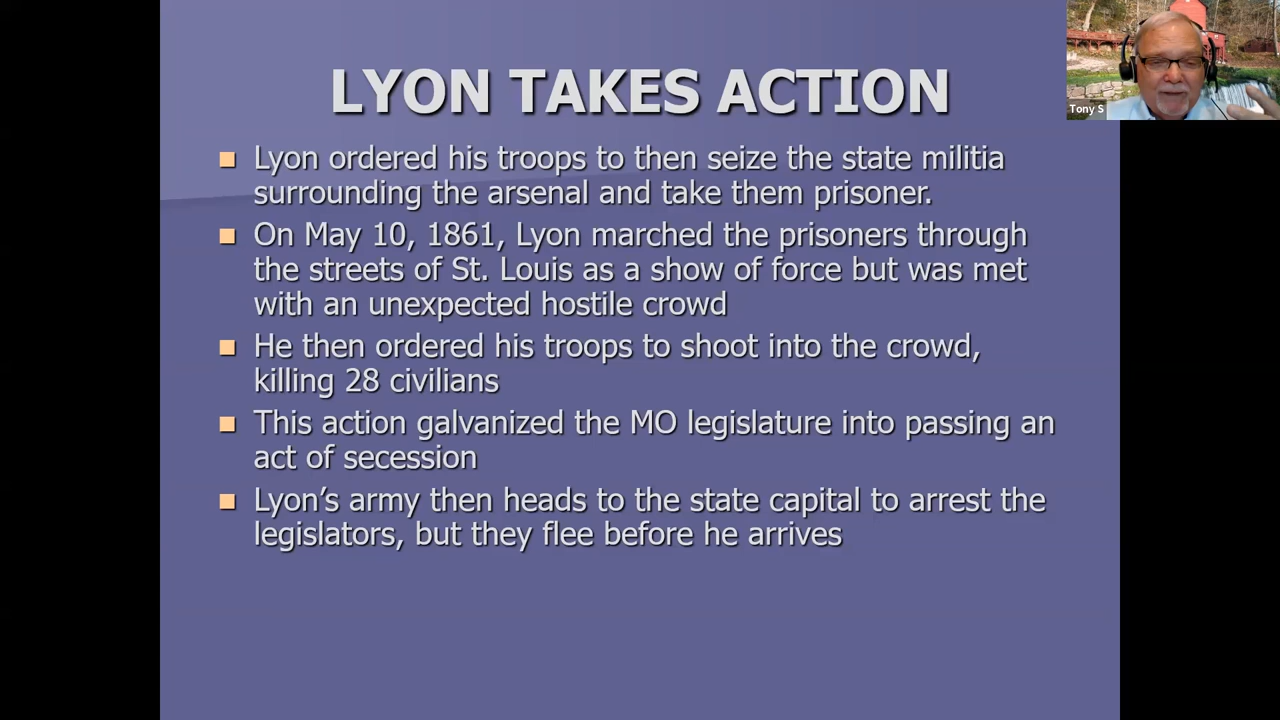 LYON TAKES ACTION
Tony S
Lyon ordered his troops to then seize the state militia
surrounding the arsenal and take them prisoner.
On May 10, 1861, Lyon marched the prisoners through
the streets of St. Louis as a show of force but was met
with an unexpected hostile crowd
He then ordered his troops to shoot into the crowd,
killing 28 civilians
This action galvanized the MO legislature into passing an
act of secession
Lyon’s army then heads to the state capital to arrest the
legislators, but they flee before he arrives